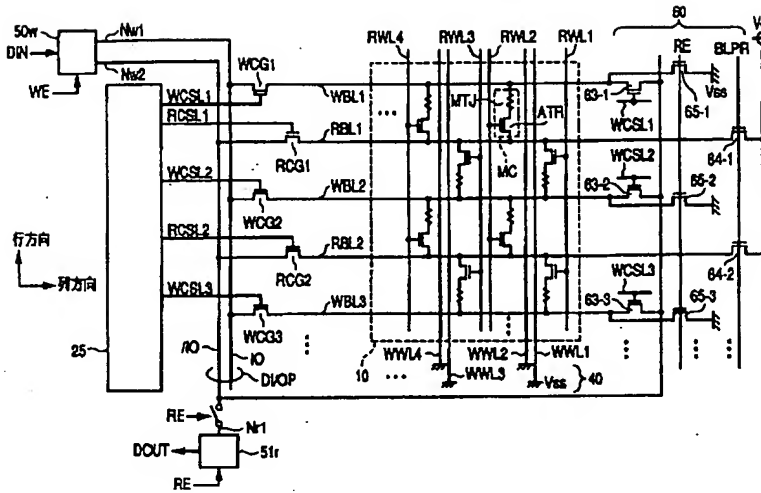 50w
Nw1
DIN
Nw2
WE
WCSL1
RCSL1
WCG1
WBL1
RBL1
RCG1
WCSL2
WCG2
WBL2
RCSL2
RCG2
RBL2
WCSL3
WCG3
WBL3
行方向
列方向
25
/IO
IO
DI/OP
RE
Nr1
DOUT
51r
RE
RWL4
RWL3
RWL2
RWL1
MTJ
ATR
MC
10
WWL4
WWL3
WWL2
WWL1
Vss
40
60
RE
BLPR
63-1
65-1
Vss
WCSL1
64-1
WCSL2
63-2
65-2
64-2
WCSL3
63-3
65-3